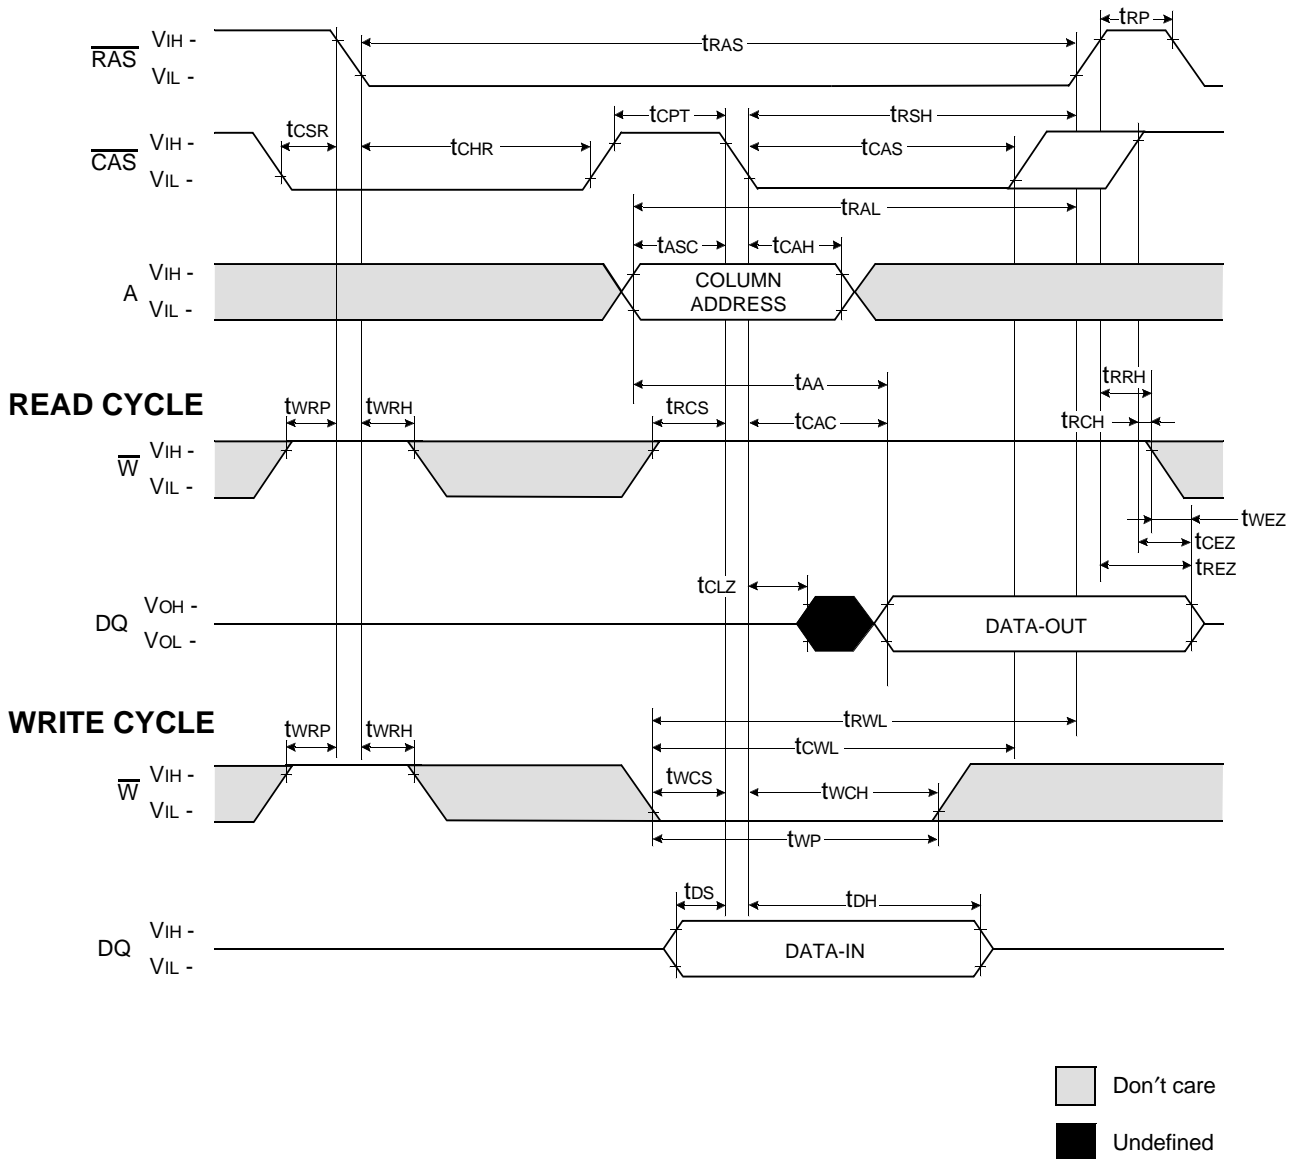 tRP
RAS
VIH -
VIL -
tRAS
tCPT
tRSH
tCSR
CAS
VIH -
VIL -
tCHR
tCAS
tRAL
tASC
tCAH
A
VIH -
VIL -
COLUMN
ADDRESS
tAA
tRRH
READ CYCLE
tWRP
tWRH
tRCS
tCAC
tRCH
W
VIH -
VIL -
tWEZ
tCEZ
tREZ
tCLZ
DQ
VOH -
VOL -
DATA-OUT
WRITE CYCLE
tWRP
tWRH
tRWL
tCWL
W
VIH -
VIL -
tWCS
tWCH
tWP
tDS
tDH
DQ
VIH -
VIL -
DATA-IN
Don′t care
Undefined